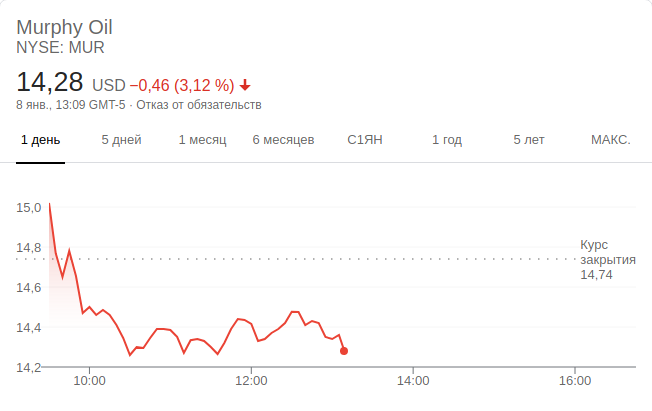 Murphy Oil
NYSE: MUR
14,28 USD −0,46 (3,12 %)
8 янв., 13:09 GMT-5 · Отказ от обязательств
1 день 5 дней 1 месяц 6 месяцев С1ЯН 1 год 5 лет МАКС.
15,0
14,8
14,6
14,4
14,2
Курс
закрытия
14,74
10:00 12:00 14:00 16:00